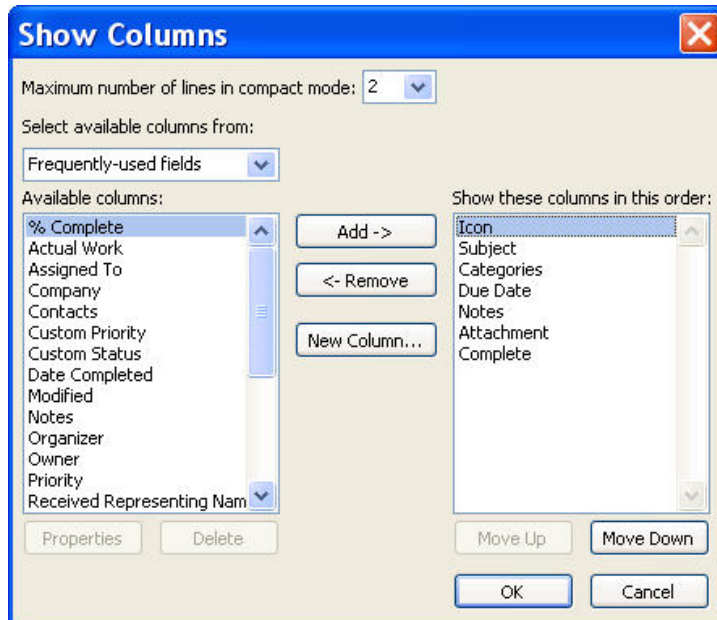 Show Columns
Maximum number of lines in compact mode: 2
Select available columns from:
Frequently-used fields
Available columns:
% Complete
Actual Work
Assigned To
Company
Contacts
Custom Priority
Custom Status
Date Completed
Modified
Notes
Organizer
Owner
Priority
Received Representing Nam
Properties
Delete
Add ->
<- Remove
New Column...
Show these columns in this order:
Icon
Subject
Categories
Due Date
Notes
Attachment
Complete
Move Up
Move Down
OK
Cancel